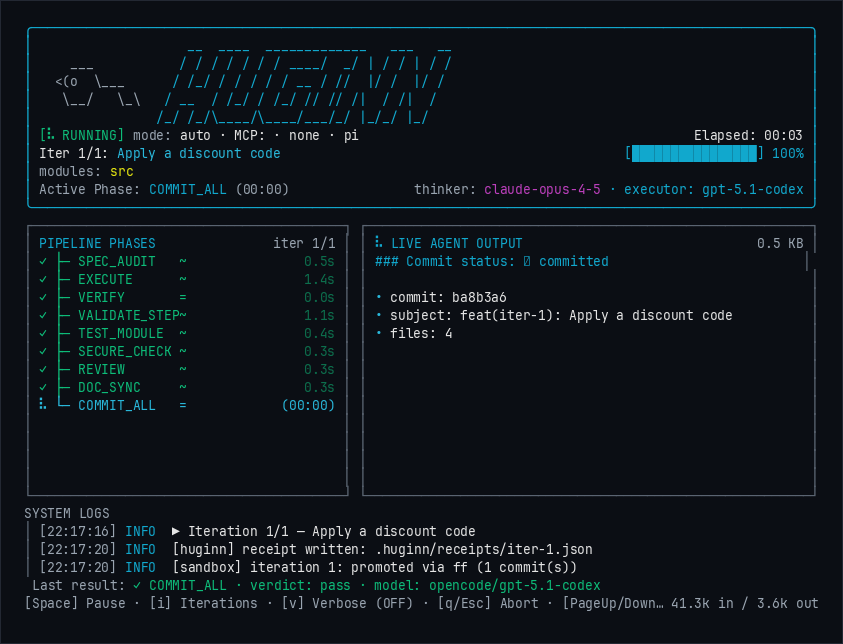 [⠧ RUNNING] mode: auto · MCP: · none · pi Elapsed: 00:03
Iter 1/1: Apply a discount code [████████████████] 100%
modules: src
Active Phase: COMMIT_ALL (00:00) thinker: claude-opus-4-5 · executor: gpt-5.1-codex
PIPELINE PHASES iter 1/1
✓ ├─ SPEC_AUDIT ~ 0.5s
✓ ├─ EXECUTE ~ 1.4s
✓ ├─ VERIFY = 0.0s
✓ ├─ VALIDATE_STEP~ 1.1s
✓ ├─ TEST_MODULE ~ 0.4s
✓ ├─ SECURE_CHECK ~ 0.3s
✓ ├─ REVIEW ~ 0.3s
✓ ├─ DOC_SYNC ~ 0.3s
⠧ └─ COMMIT_ALL = (00:00)
⠧ LIVE AGENT OUTPUT 0.5 KB
### Commit status: committed
• commit: ba8b3a6
• subject: feat(iter-1): Apply a discount code
• files: 4
SYSTEM LOGS
[22:17:16] INFO ▶ Iteration 1/1 — Apply a discount code
[22:17:20] INFO [huginn] receipt written: .huginn/receipts/iter-1.json
[22:17:20] INFO [sandbox] iteration 1: promoted via ff (1 commit(s))
Last result: ✓ COMMIT_ALL · verdict: pass · model: opencode/gpt-5.1-codex
[Space] Pause · [i] Iterations · [v] Verbose (OFF) · [q/Esc] Abort · [PageUp/Down… 41.3k in / 3.6k out